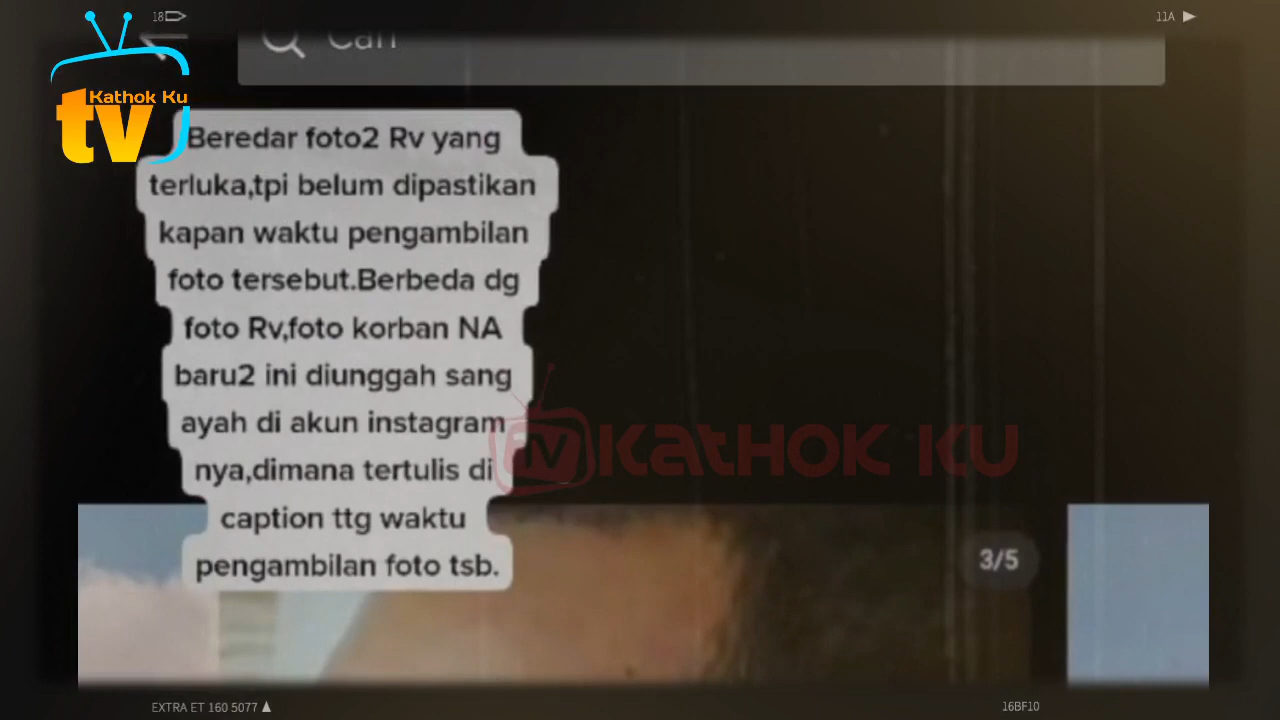 18
11A
Cari
Kathok Ku
tv
Beredar foto2 Rv yang
terluka,tpi belum dipastikan
kapan waktu pengambilan
foto tersebut.Berbeda dg
foto Rv,foto korban NA
baru2 ini diunggah sang
ayah di akun instagram
nya,dimana tertulis di
caption ttg waktu
pengambilan foto tsb.
tv KATHOK KU
3/5
EXTRA ET 160 5077
16BF10